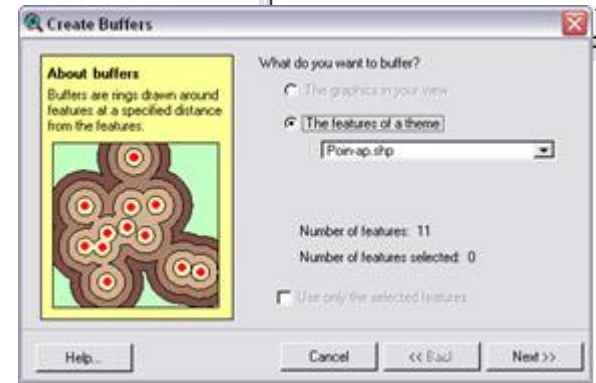 Create Buffers
About buffers
Buffers are rings drawn around
features at a specified distance
from the features.
What do you want to buffer?
The graphics in your view
The features of a theme
Poin-ap.shp
Number of features: 11
Number of features selected: 0
Use only the selected features
Help...
Cancel
<< Back
Next >>